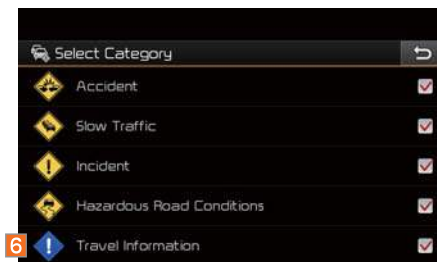 Select Category
Accident
Slow Traffic
Incident
Hazardous Road Conditions
6 Travel Information